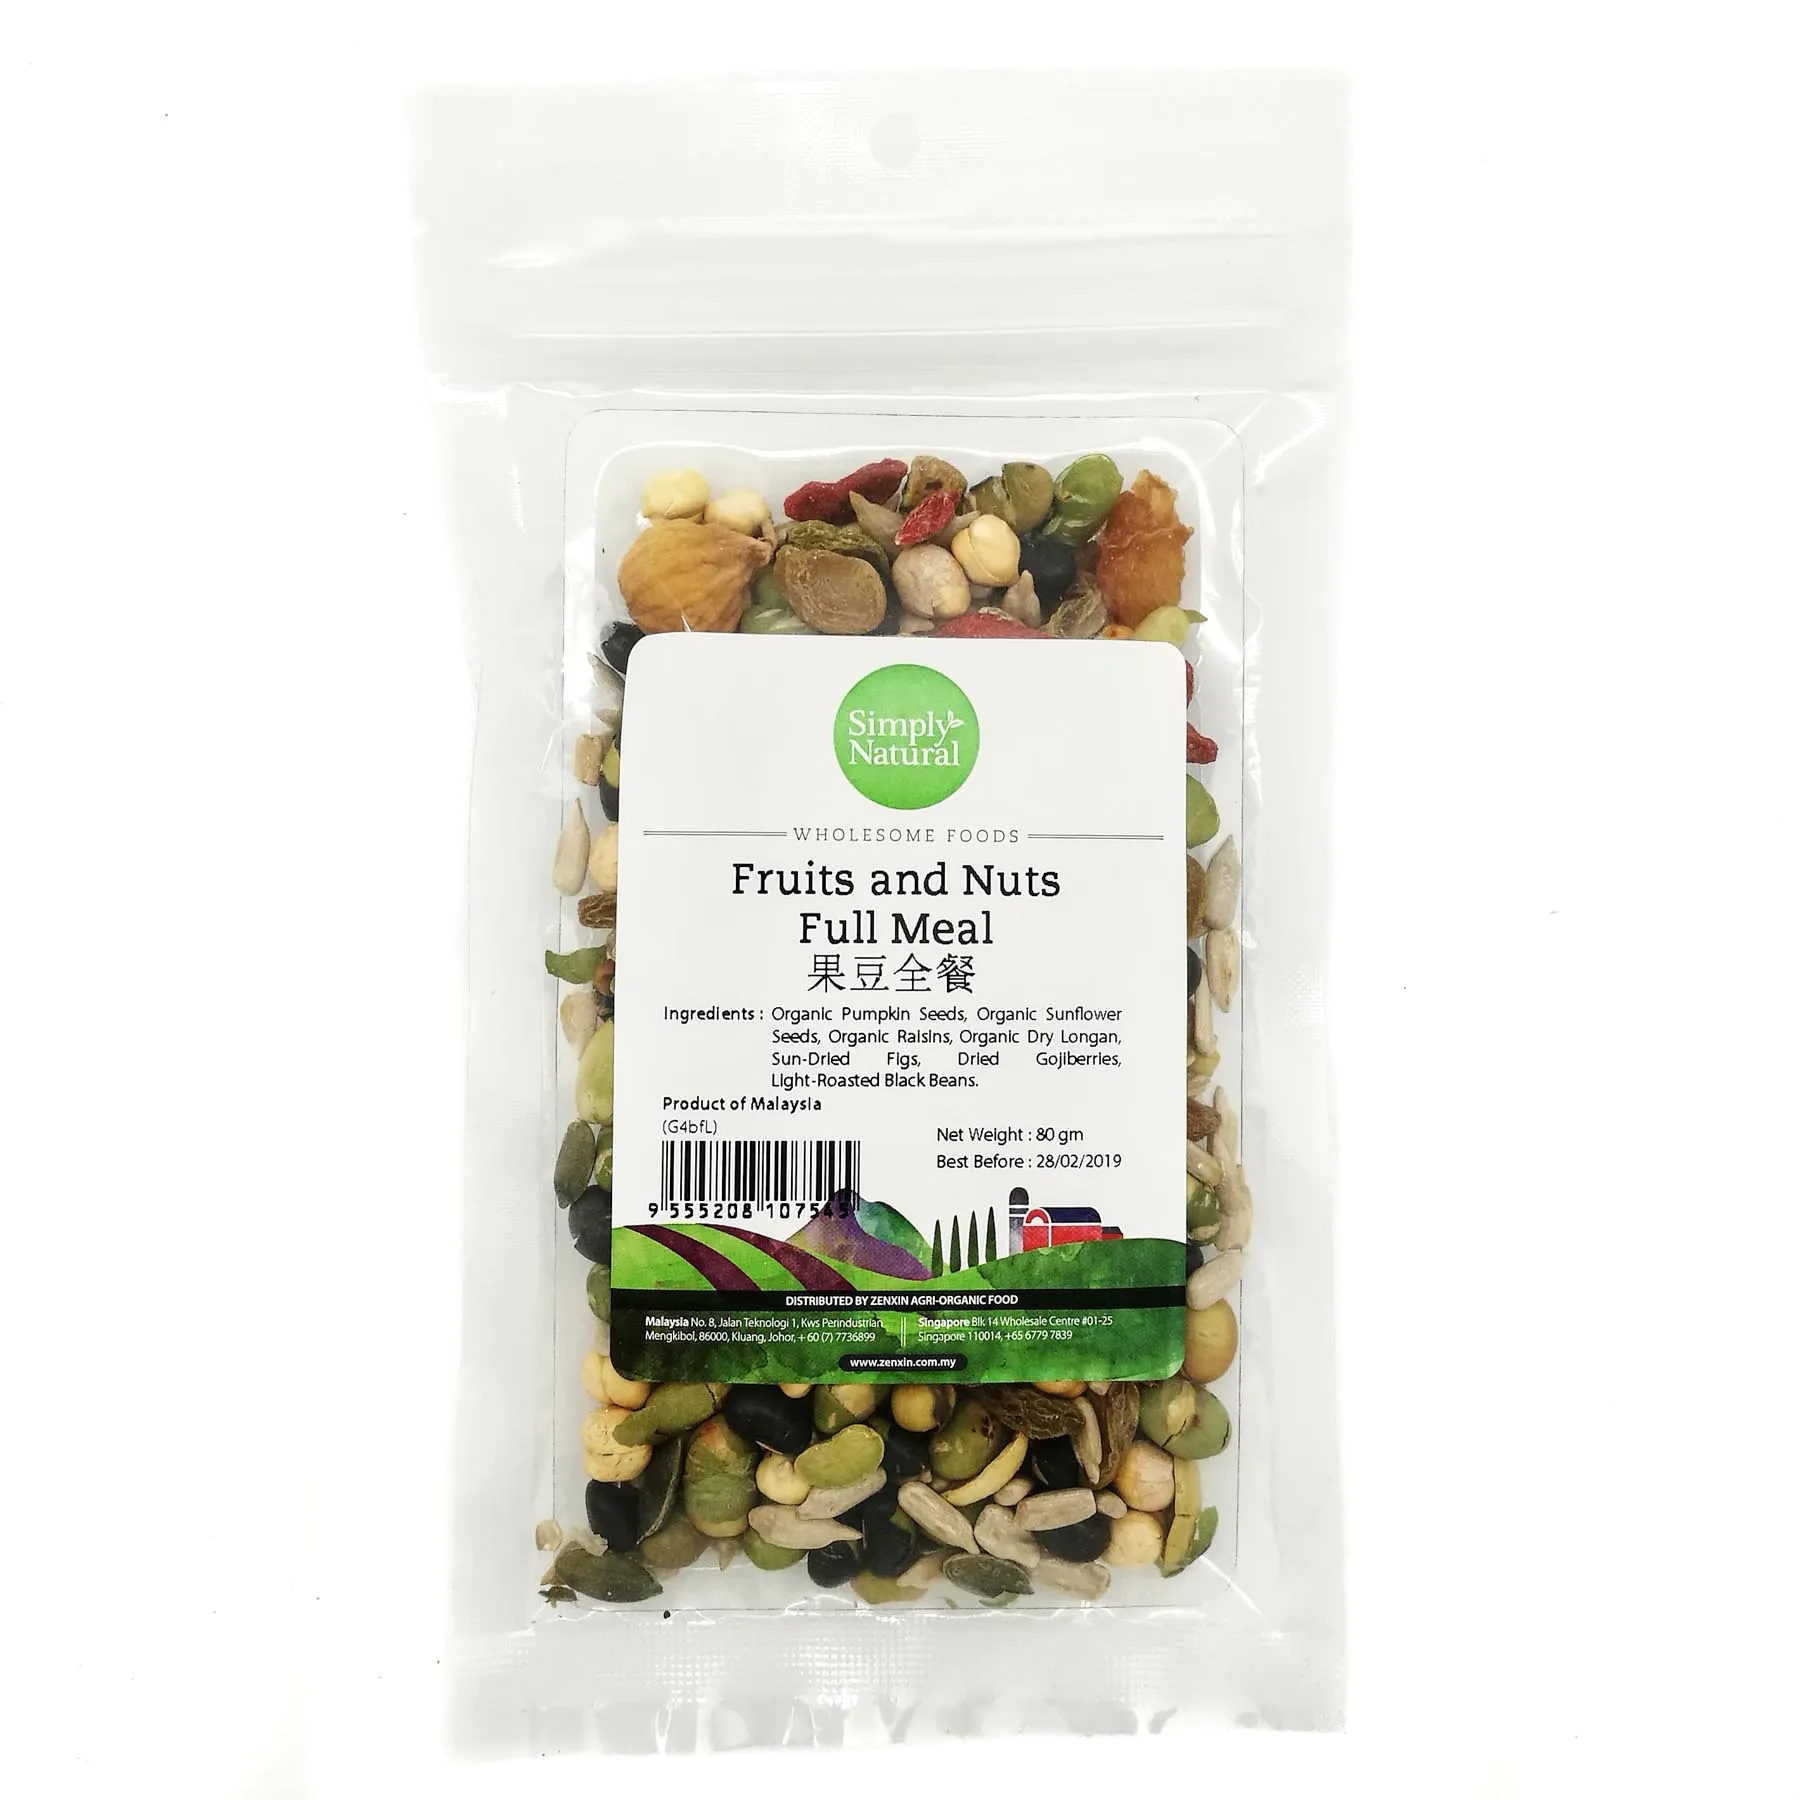 Simply
Natural
WHOLESOME FOODS
Fruits and Nuts
Full Meal
果豆全餐
Ingredients : Organic Pumpkin Seeds, Organic Sunflower
Seeds, Organic Raisins, Organic Dry Longan,
Sun-Dried Figs, Dried Gojiberries,
Light-Roasted Black Beans.
Product of Malaysia
(G4bfL)
Net Weight : 80 gm
Best Before : 28/02/2019
9 555208 107545
DISTRIBUTED BY ZENXIN AGRI-ORGANIC FOOD
Malaysia No. 8, Jalan Teknologi 1, Kws Perindustrian
Mengkibol, 86000, Kluang, Johor, + 60 (7) 7736899
Singapore Blk 14 Wholesale Centre #01-25
Singapore 110014, +65 6779 7839
www.zenxin.com.my